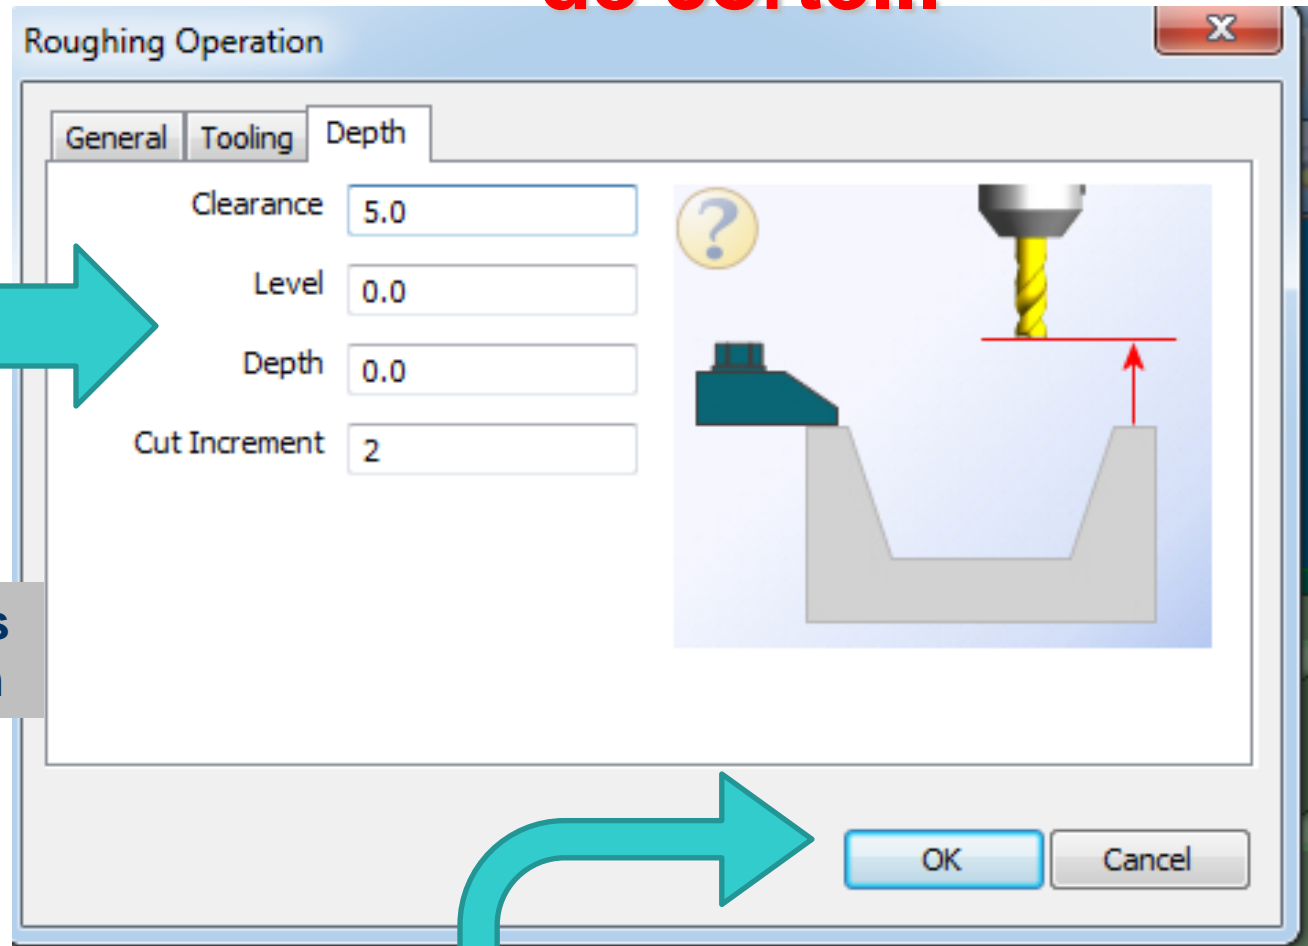 Roughing Operation
General Tooling Depth
Clearance 5.0
Level 0.0
Depth 0.0
Cut Increment 2
?
OK Cancel